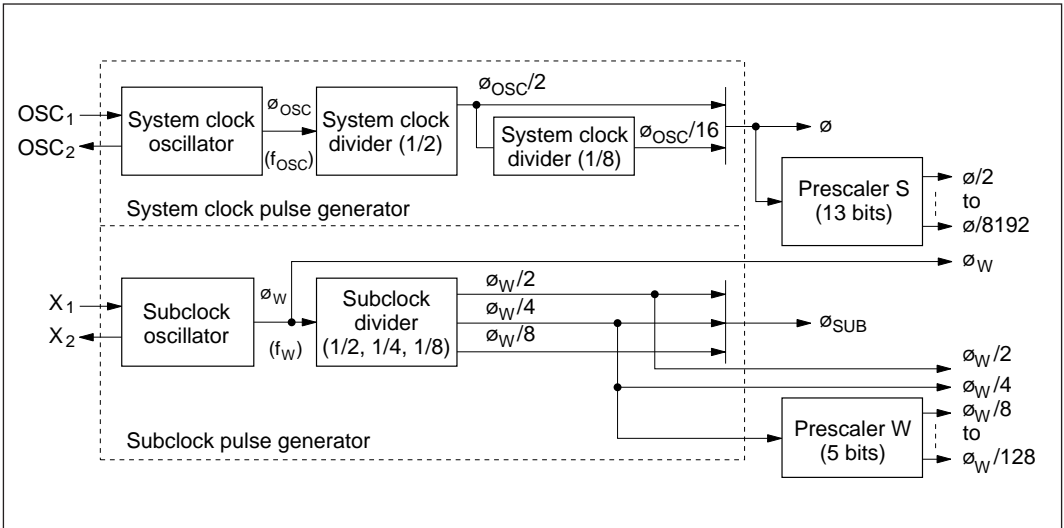 OSC1
OSC2
System clock
oscillator
øOSC
(fOSC)
System clock
divider (1/2)
øOSC/2
System clock
divider (1/8)
øOSC/16
ø
Prescaler S
(13 bits)
ø/2
to
ø/8192
System clock pulse generator
øW
X1
X2
Subclock
oscillator
øW
(fW)
Subclock
divider
(1/2, 1/4, 1/8)
øW/2
øW/4
øW/8
øSUB
øW/2
øW/4
Prescaler W
(5 bits)
øW/8
to
øW/128
Subclock pulse generator